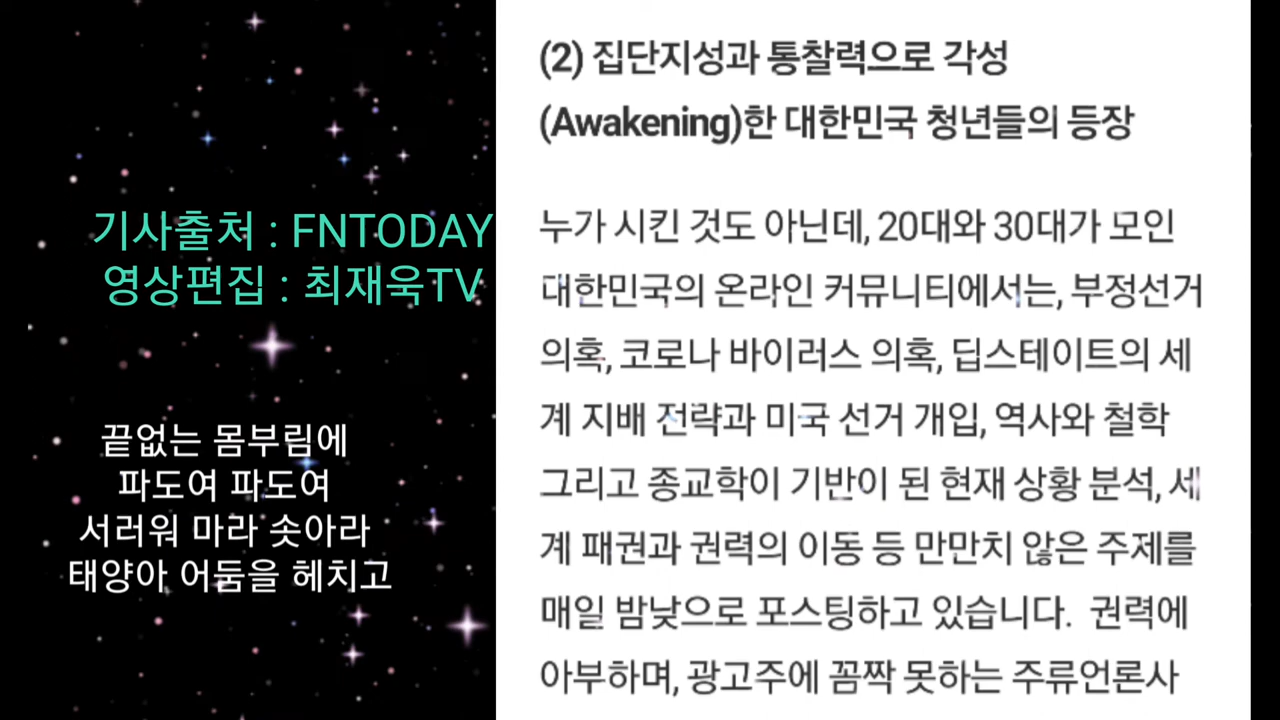 기사출처 : FNTODAY
영상편집 : 최재욱TV
끝없는 몸부림에
파도여 파도여
서러워 마라 솟아라
태양아 어둠을 헤치고
(2) 집단지성과 통찰력으로 각성
(Awakening)한 대한민국 청년들의 등장
누가 시킨 것도 아닌데, 20대와 30대가 모인
대한민국의 온라인 커뮤니티에서는, 부정선거
의혹, 코로나 바이러스 의혹, 딥스테이트의 세
계 지배 전략과 미국 선거 개입, 역사와 철학
그리고 종교학이 기반이 된 현재 상황 분석, 세
계 패권과 권력의 이동 등 만만치 않은 주제를
매일 밤낮으로 포스팅하고 있습니다. 권력에
아부하며, 광고주에 꼼짝 못하는 주류언론사